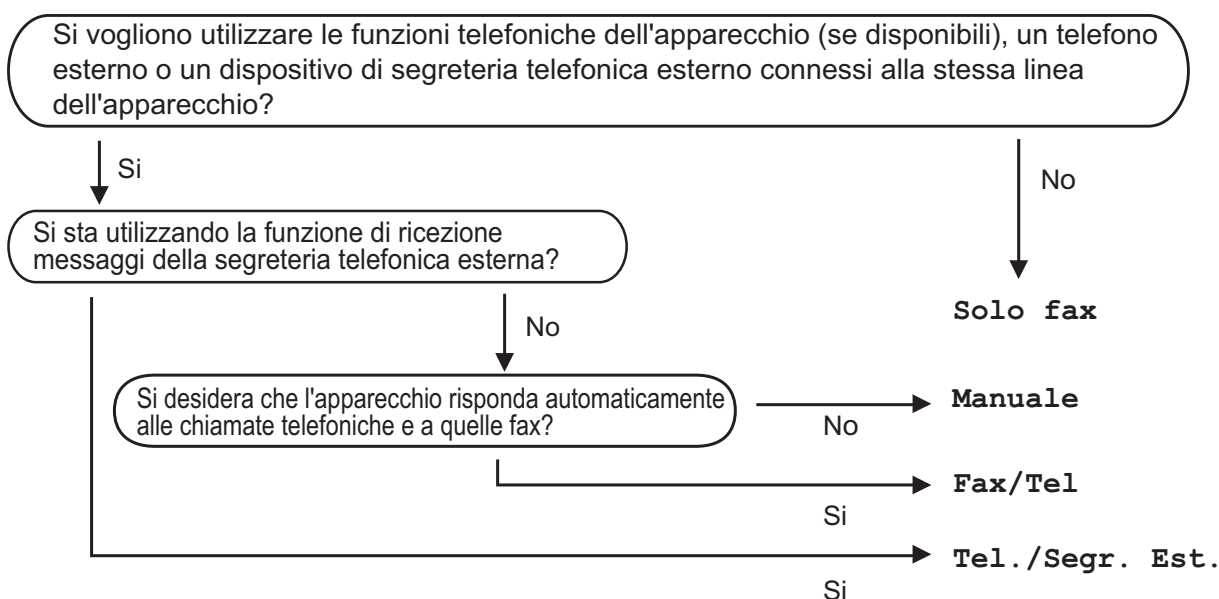 Si vogliono utilizzare le funzioni telefoniche dell'apparecchio (se disponibili), un telefono
esterno o un dispositivo di segreteria telefonica esterno connessi alla stessa linea
dell'apparecchio?
Si
No
Si sta utilizzando la funzione di ricezione
messaggi della segreteria telefonica esterna?
Solo fax
No
Si desidera che l'apparecchio risponda automaticamente
alle chiamate telefoniche e a quelle fax?
No
Manuale
Fax/Tel
Si
Tel./Segr. Est.
Si